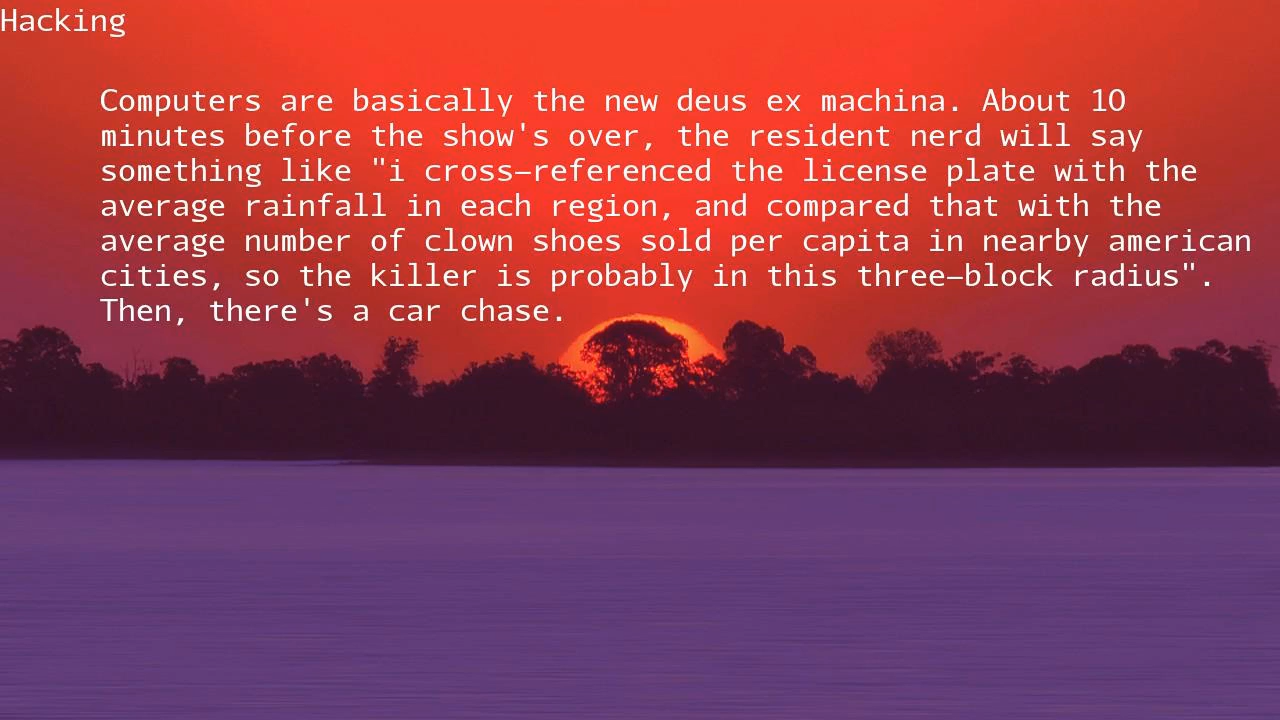 Hacking
Computers are basically the new deus ex machina. About 10
minutes before the show's over, the resident nerd will say
something like "i cross—referenced the license plate with the
average rainfall in each region, and compared that with the
average number of clown shoes sold per capita in nearby american
cities, so the killer is probably in this three—block radius".
Then, there's a car chase.